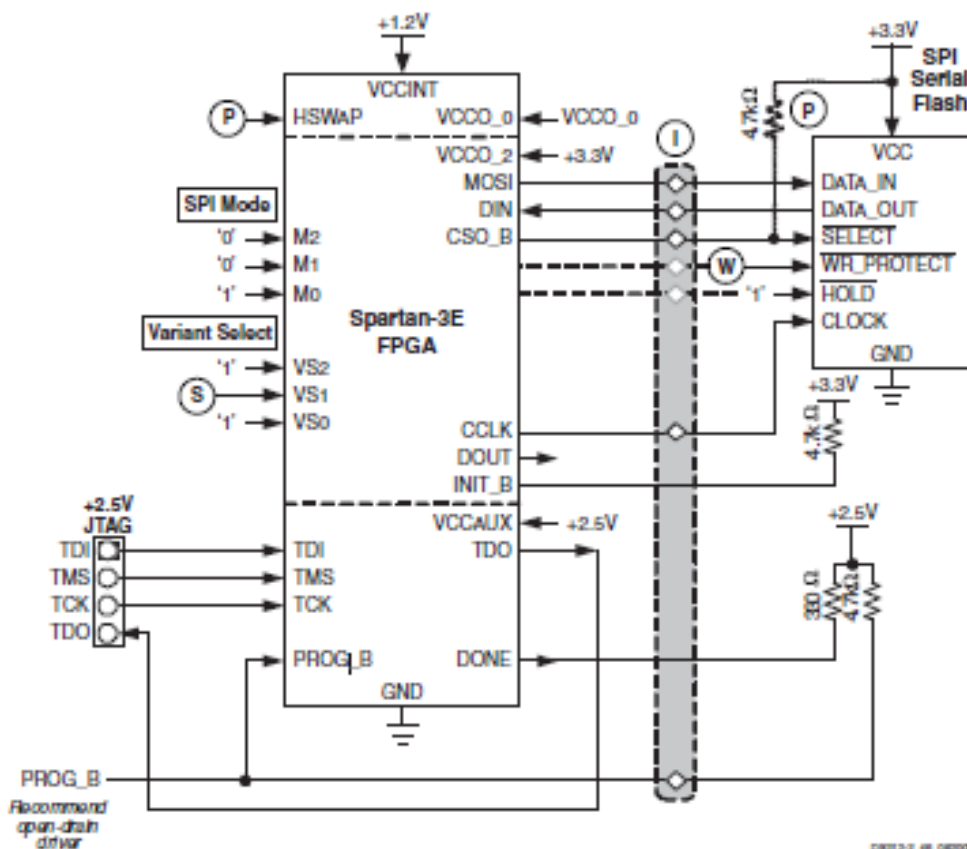 +1.2V
VCCINT
P
HSWAP
VCCO_0
VCCO_0
VCCO_2
+3.3V
I
+3.3V
SPI
Serial
Flash
4.7kΩ
P
VCC
MOSI
DATA_IN
DIN
DATA_OUT
SPI Mode
CSO_B
SELECT
'0'
M2
'0'
M1
W
WR_PROTECT
'1'
M0
'1'
HOLD
Spartan-3E
FPGA
CLOCK
GND
Variant Select
'1'
VS2
S
VS1
'1'
VS0
+3.3V
4.7kΩ
CCLK
DOUT
INIT_B
+2.5V
JTAG
VCCAUX
+2.5V
+2.5V
TDI
TDI
TDO
TMS
TMS
TCK
TCK
TDO
330Ω
4.7kΩ
PROG_B
DONE
GND
PROG_B
Recommend
open-drain
driver